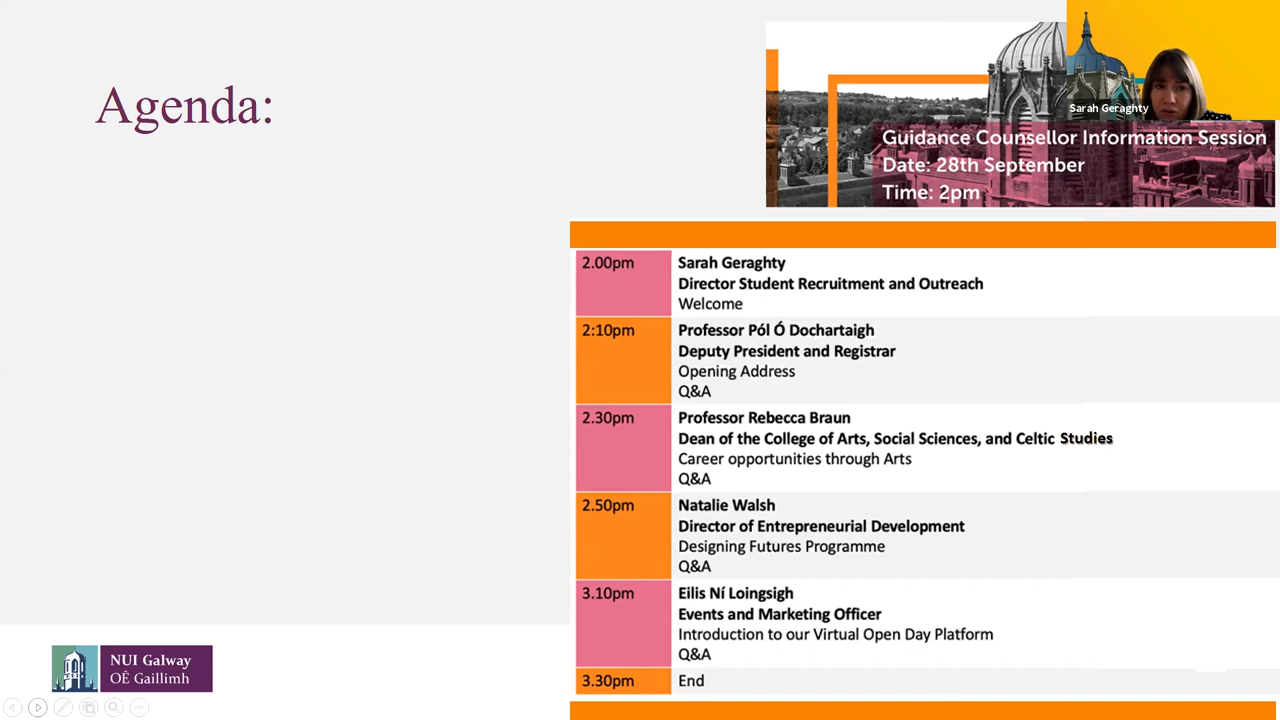 Agenda:
Sarah Geraghty
Guidance Counsellor Information Session
Date: 28th September
Time: 2pm
2.00pm
Sarah Geraghty
Director Student Recruitment and Outreach
Welcome
2:10pm
Professor Pól Ó Dochartaigh
Deputy President and Registrar
Opening Address
Q&A
2.30pm
Professor Rebecca Braun
Dean of the College of Arts, Social Sciences, and Celtic Studies
Career opportunities through Arts
Q&A
2.50pm
Natalie Walsh
Director of Entrepreneurial Development
Designing Futures Programme
Q&A
3.10pm
Eilis Ní Loingsigh
Events and Marketing Officer
Introduction to our Virtual Open Day Platform
Q&A
3.30pm
End
NUI Galway
OÉ Gaillimh